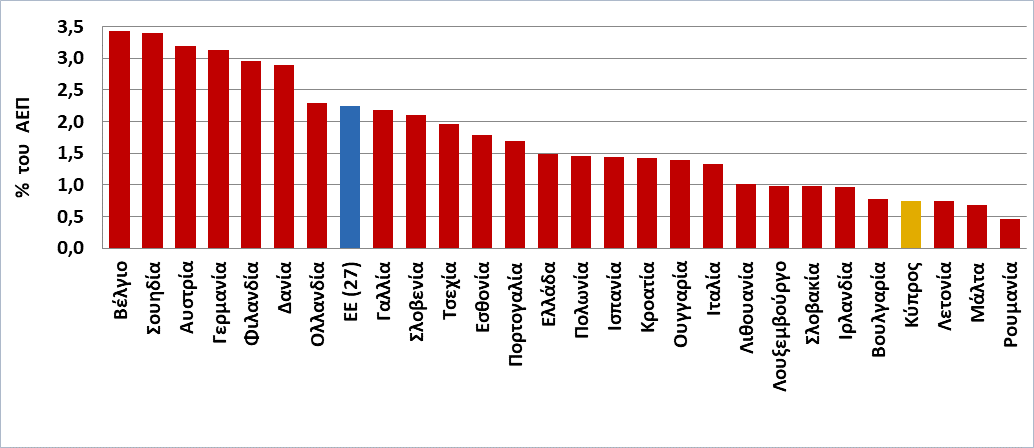 % του ΑΕΠ
3,5
3,0
2,5
2,0
1,5
1,0
0,5
0,0
Βέλγιο
Σουηδία
Αυστρία
Γερμανία
Φιλανδία
Δανία
Ολλανδία
ΕΕ (27)
Γαλλία
Σλοβενία
Τσεχία
Εσθονία
Πορτογαλία
Ελλάδα
Πολωνία
Ισπανία
Κροατία
Ουγγαρία
Ιταλία
Λιθουανία
Λουξεμβούργο
Σλοβακία
Ιρλανδία
Βουλγαρία
Κύπρος
Λετονία
Μάλτα
Ρουμανία